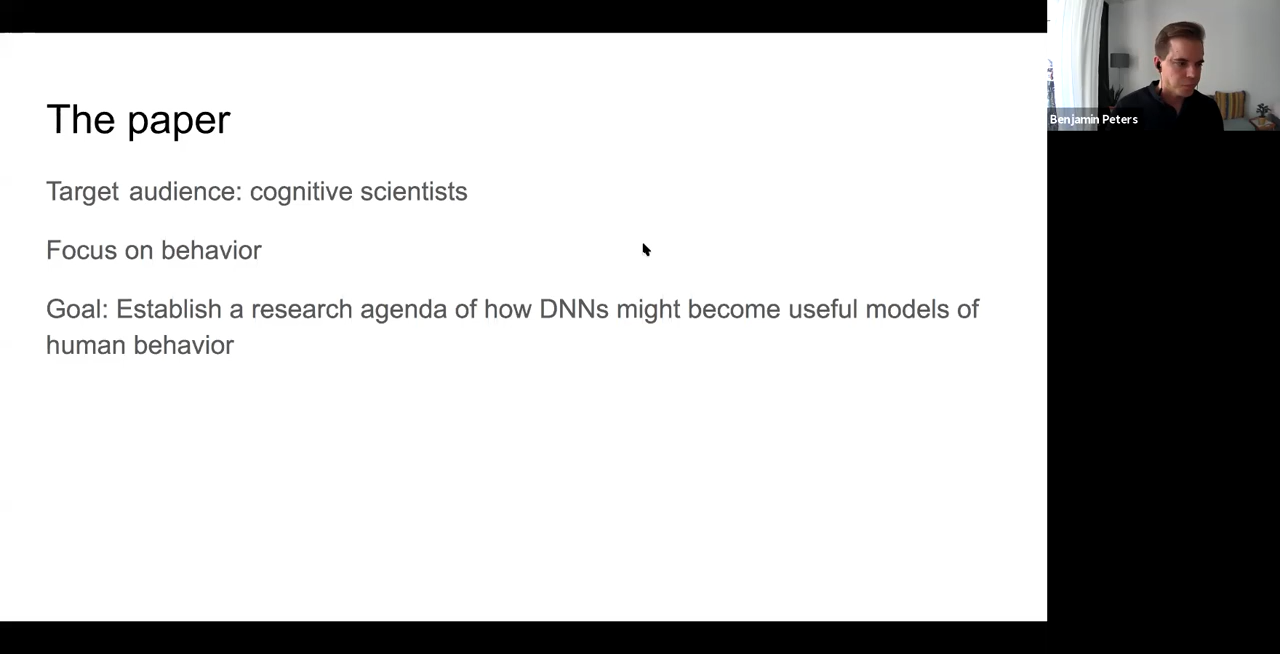 The paper
Target audience: cognitive scientists
Focus on behavior
Goal: Establish a research agenda of how DNNs might become useful models of
human behavior
Benjamin Peters